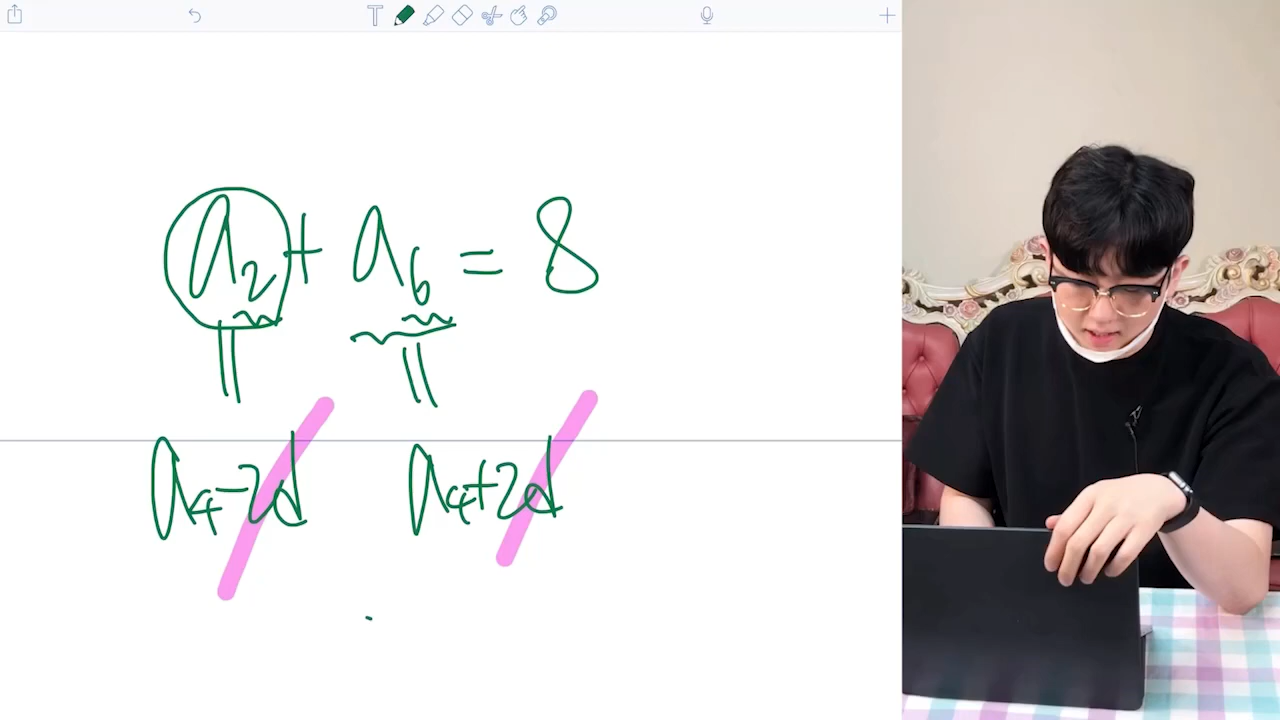 a₂ + a₆ = 8
a₄-2d a₄+2d